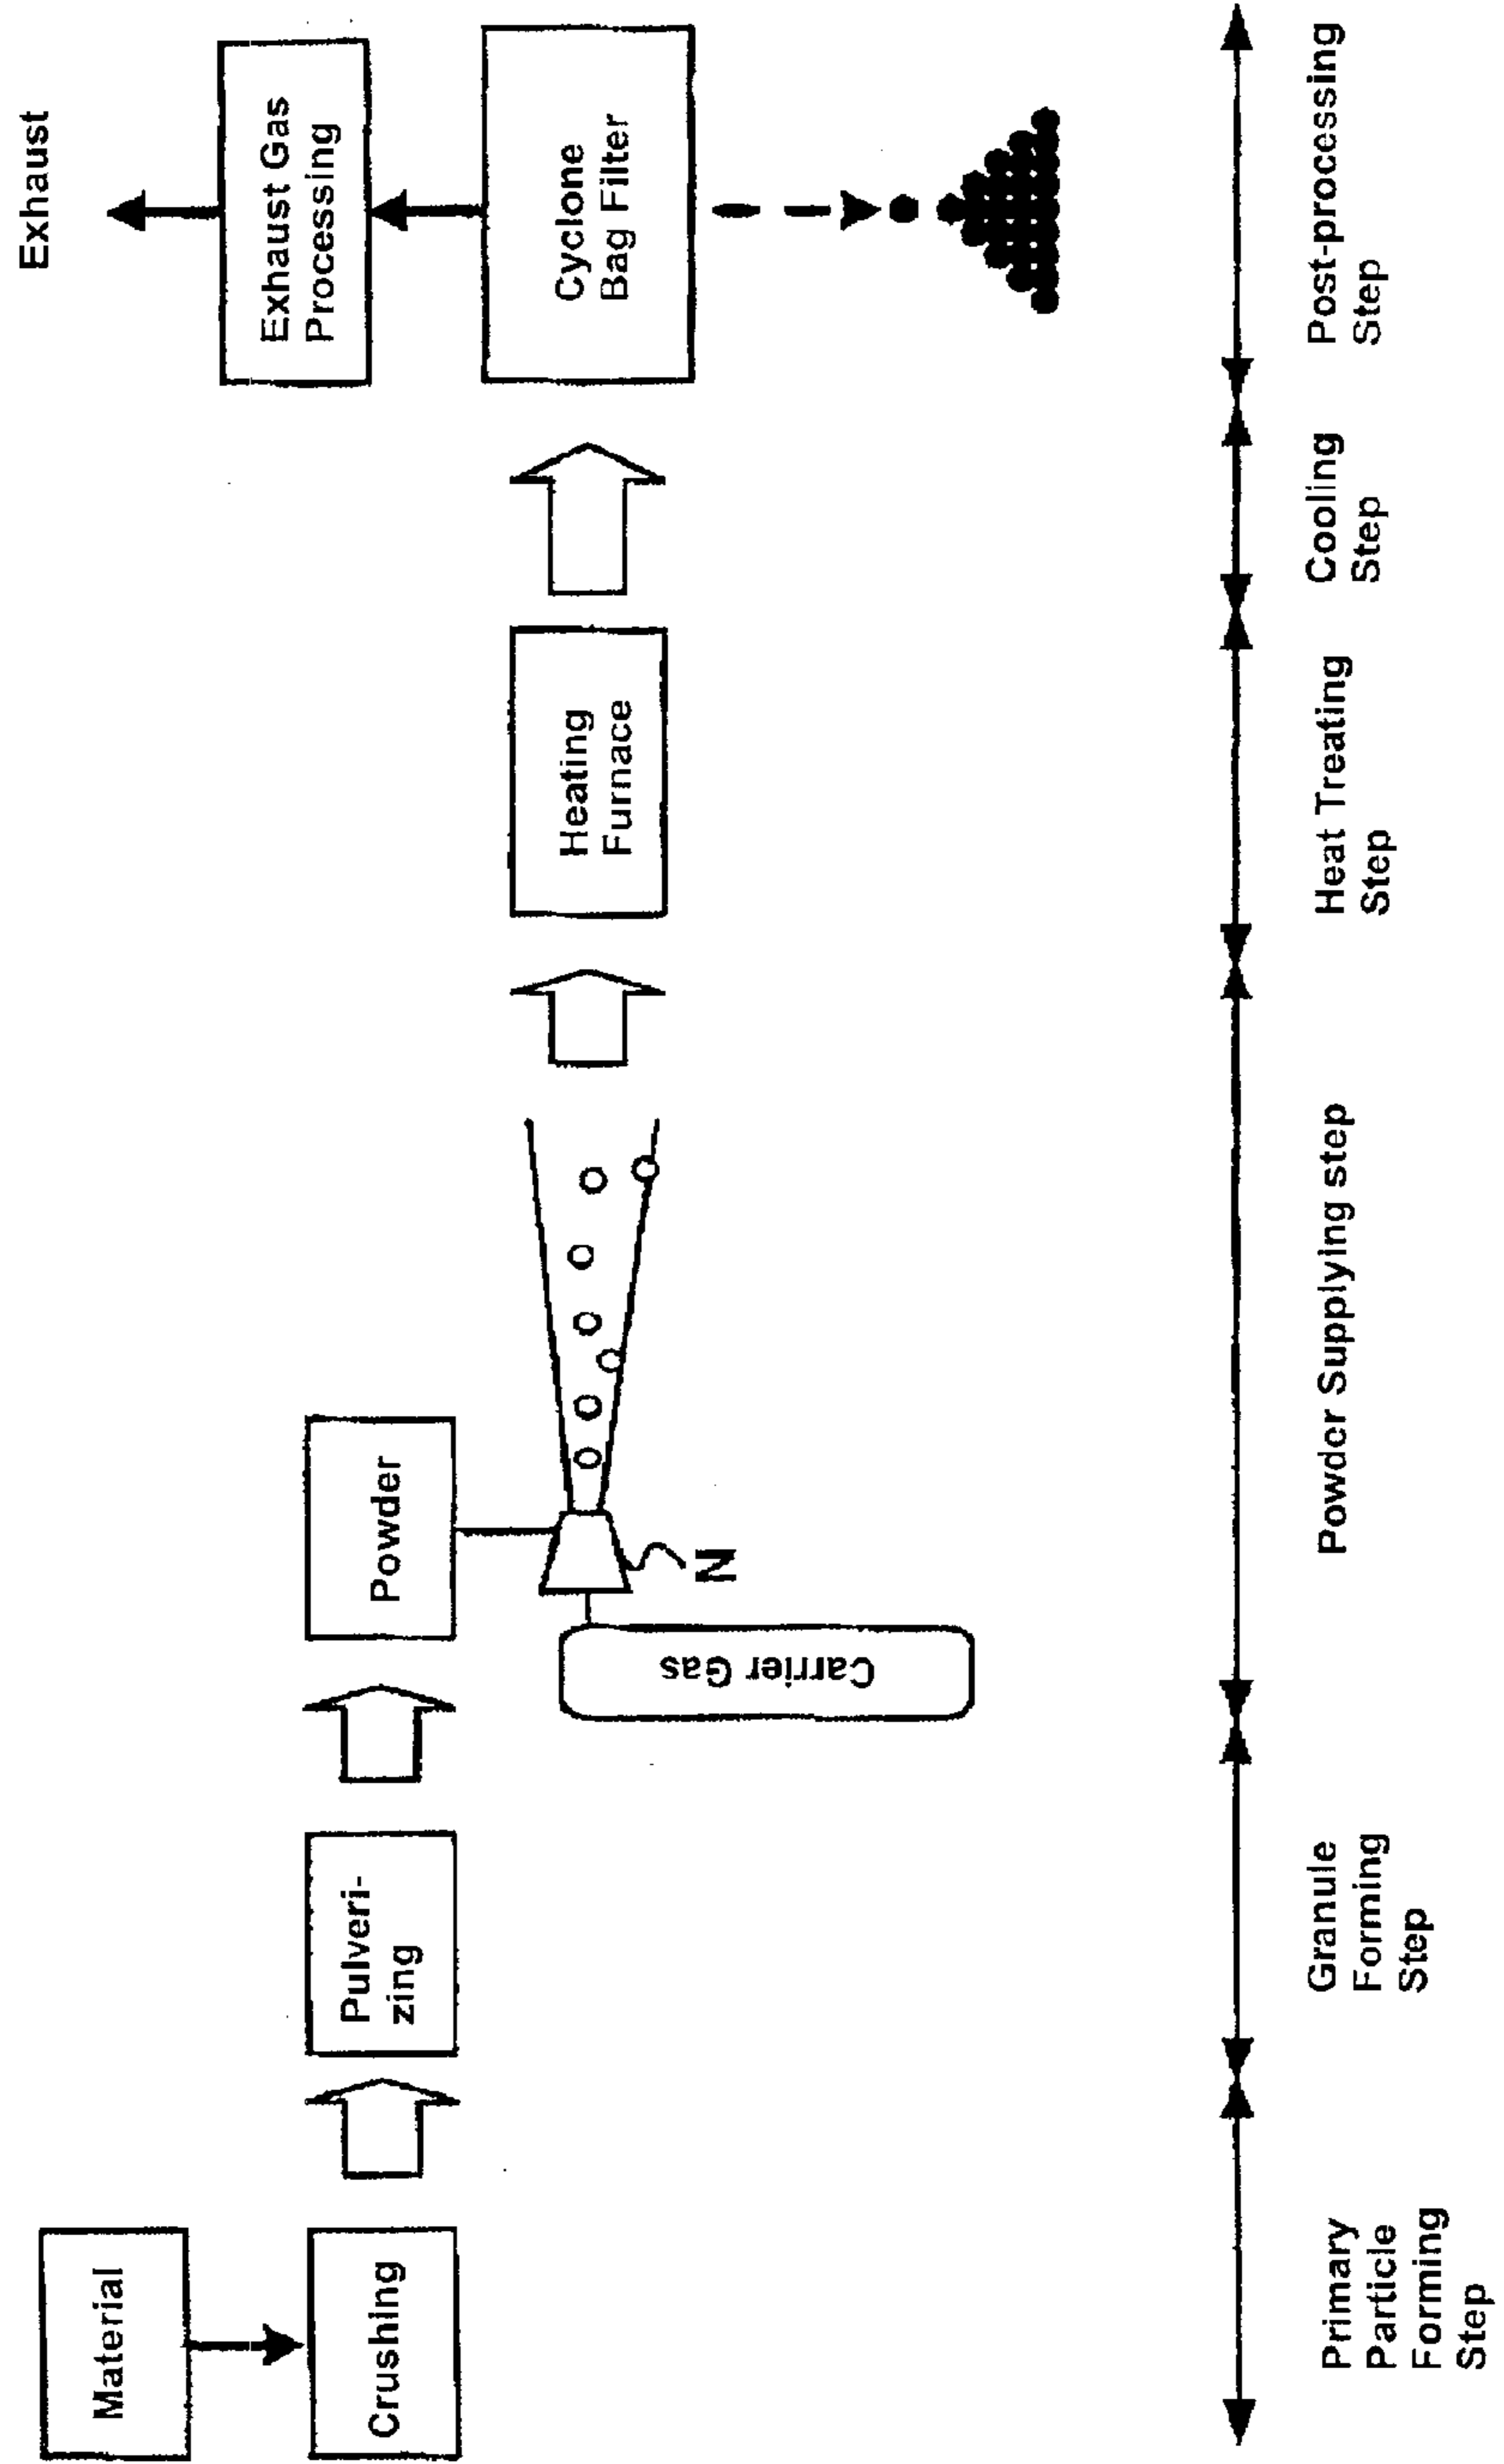 Material
Crushing
Pulveri-
zing
Powder
Carrier Gas
N
Heating
Furnace
Cyclone
Bag Filter
Exhaust Gas
Processing
Exhaust
Primary
Particle
Forming
Step
Granule
Forming
Step
Powder Supplying step
Heat Treating
Step
Cooling
Step
Post-processing
Step